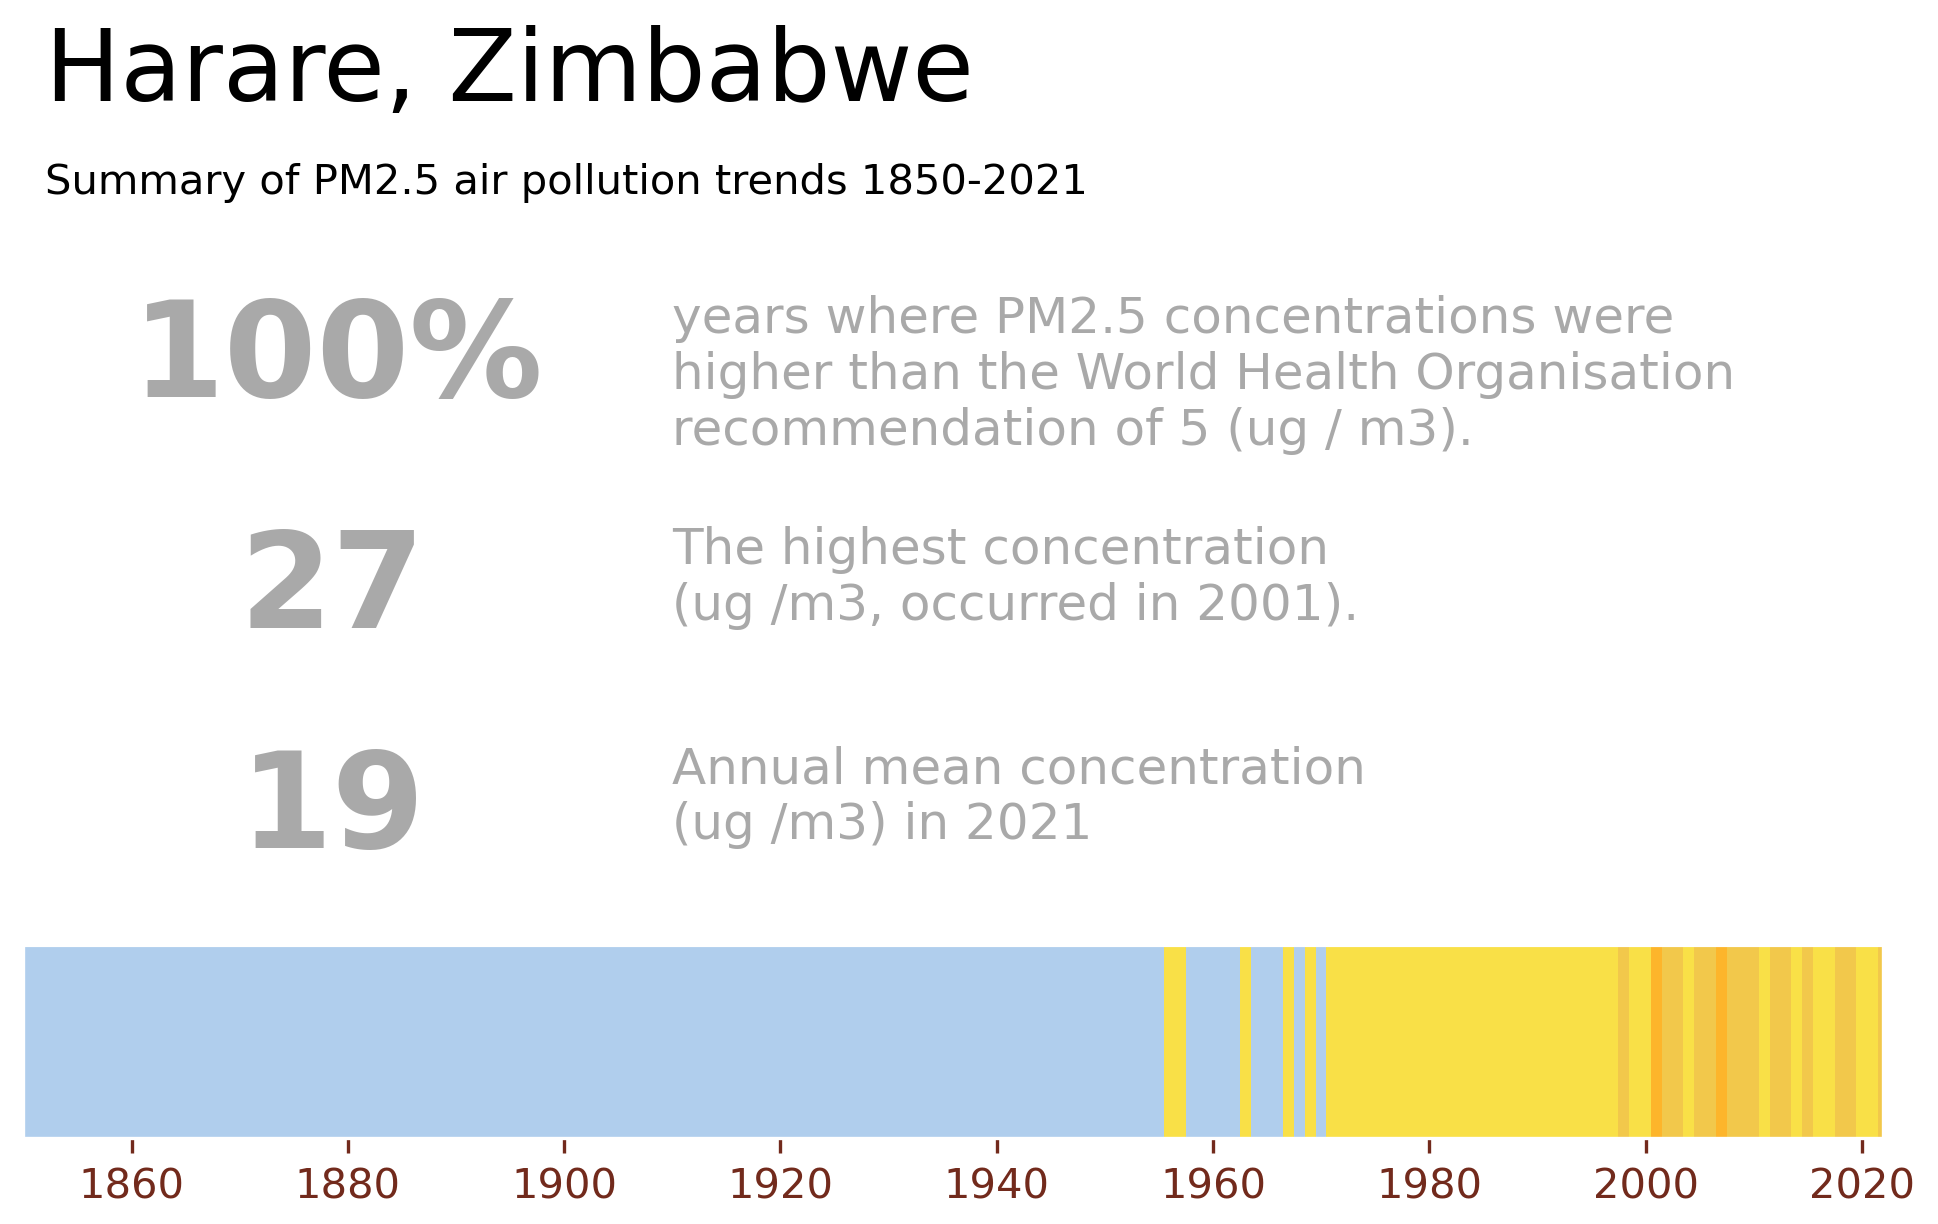 Harare, Zimbabwe
Summary of PM2.5 air pollution trends 1850-2021
100%
years where PM2.5 concentrations were
higher than the World Health Organisation
recommendation of 5 (ug / m3).
27
The highest concentration
(ug /m3, occurred in 2001).
19
Annual mean concentration
(ug /m3) in 2021
1860 1880 1900 1920 1940 1960 1980 2000 2020